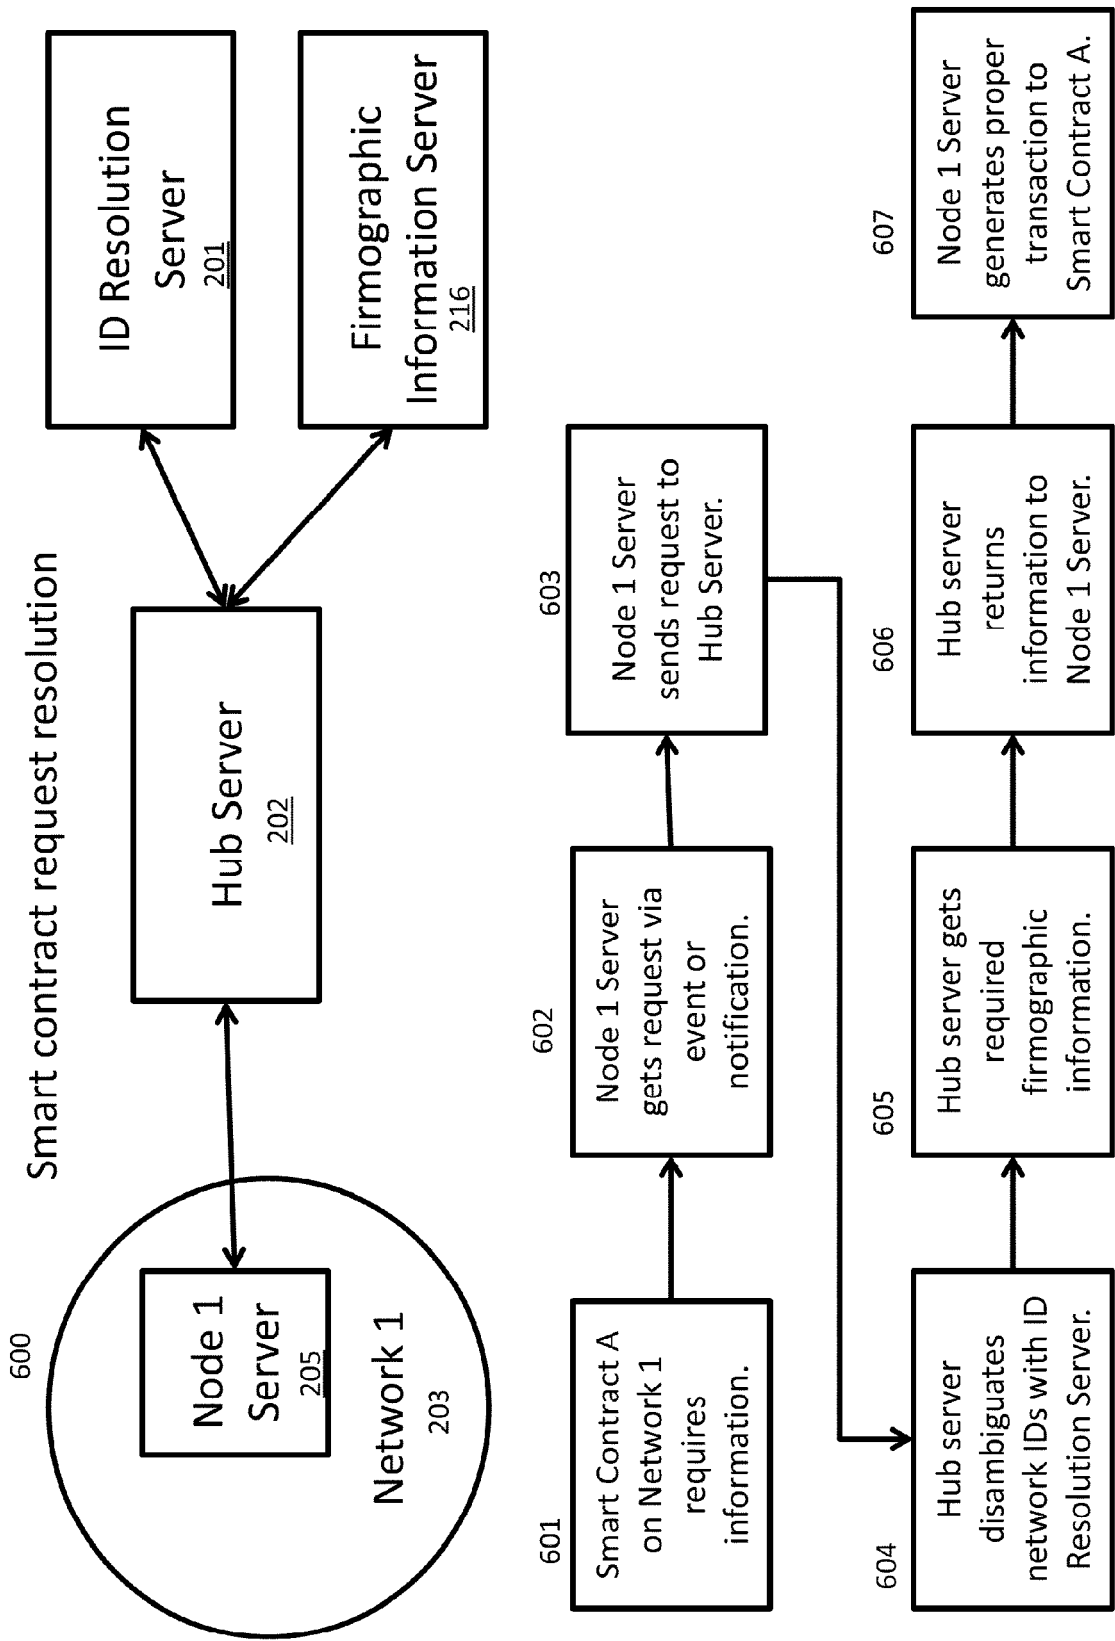 Smart contract request resolution
600
Node 1
Server
205
Network 1
203
Hub Server
202
ID Resolution
Server
201
Firmographic
Information Server
216
601
Smart Contract A
on Network 1
requires
information.
602
Node 1 Server
gets request via
event or
notification.
603
Node 1 Server
sends request to
Hub Server.
604
Hub server
disambiguates
network IDs with ID
Resolution Server.
605
Hub server gets
required
firmographic
information.
606
Hub server
returns
information to
Node 1 Server.
607
Node 1 Server
generates proper
transaction to
Smart Contract A.